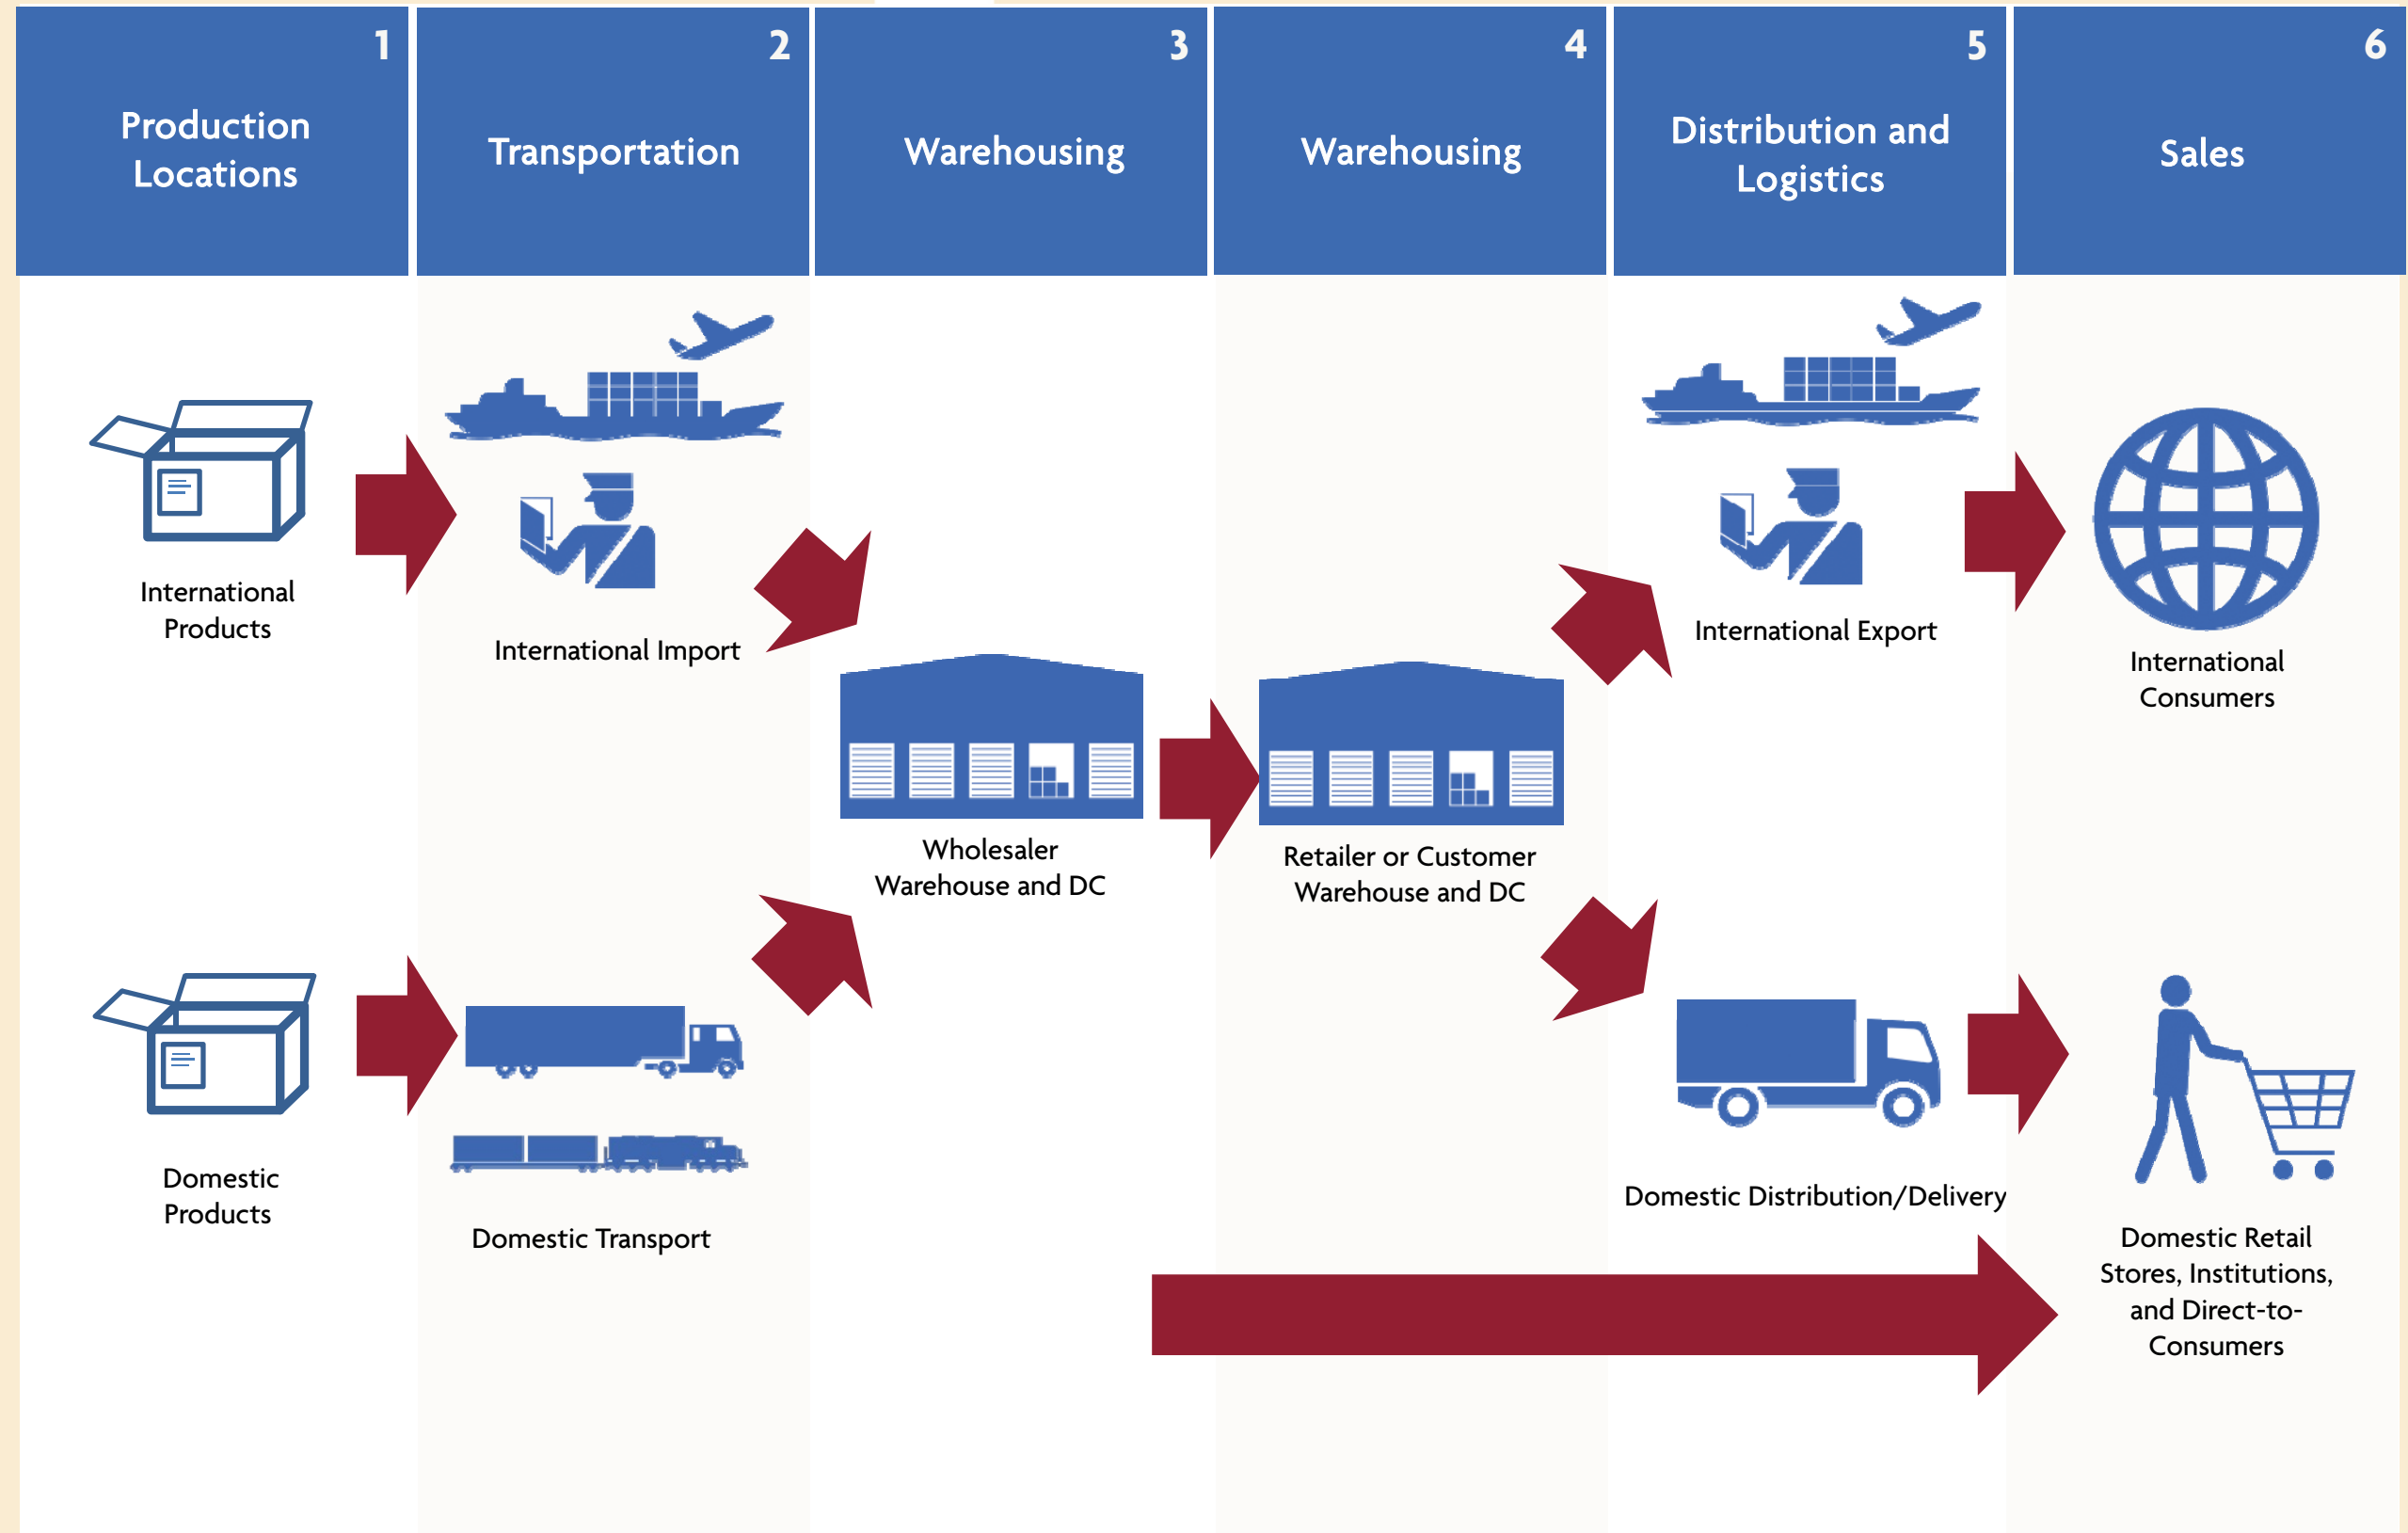 1
Production
Locations
2
Transportation
3
Warehousing
4
Warehousing
5
Distribution and
Logistics
6
Sales
International
Products
International Import
Wholesaler
Warehouse and DC
Retailer or Customer
Warehouse and DC
International Export
International
Consumers
Domestic
Products
Domestic Transport
Domestic Distribution/Delivery
Domestic Retail
Stores, Institutions,
and Direct-to-
Consumers